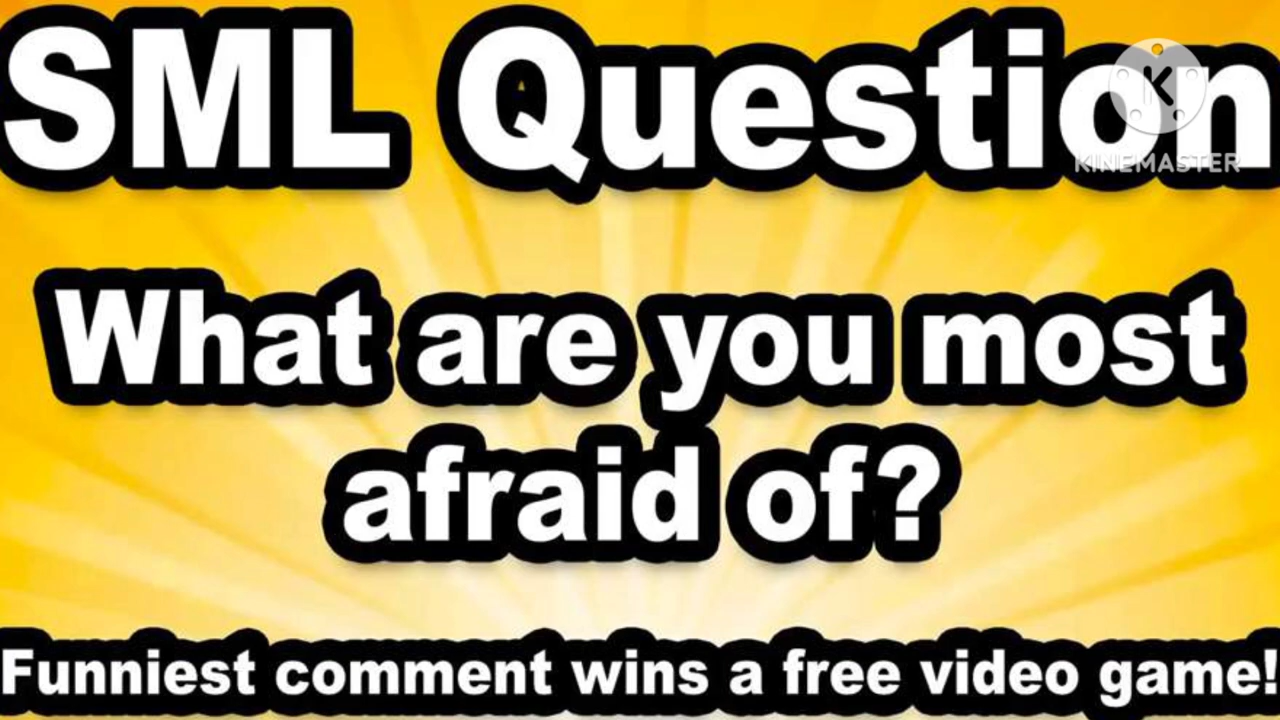 SML Question
KINEMASTER
What are you most
afraid of?
Funniest comment wins a free video game!